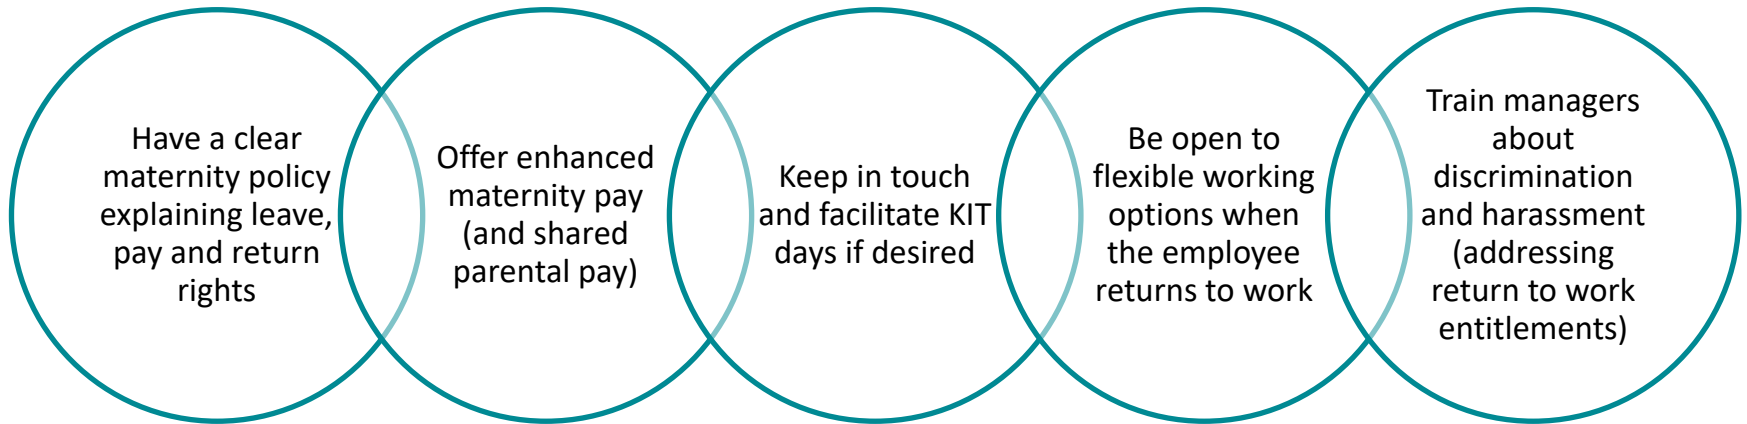 Have a clear
maternity policy
explaining leave,
pay and return
rights
Offer enhanced
maternity pay
(and shared
parental pay)
Keep in touch
and facilitate KIT
days if desired
Be open to
flexible working
options when
the employee
returns to work
Train managers
about
discrimination
and harassment
(addressing
return to work
entitlements)